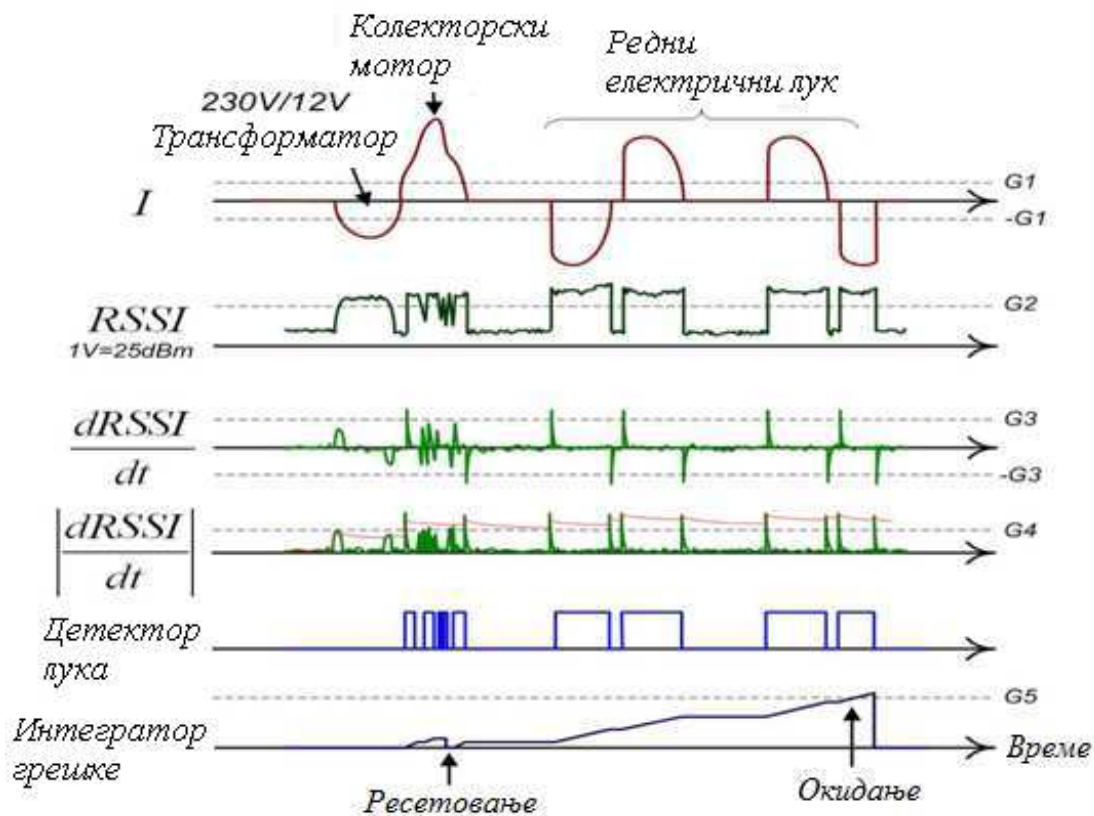 Колекторски
мотор
Редни
електрични лук
230V/12V
Трансформатор
I
G1
-G1
RSSI
1V=25dBm
G2
dRSSI
dt
G3
-G3
|dRSSI
dt|
G4
Детектор
лука
Интегратор
грешке
G5
Време
Ресетовање
Окидање